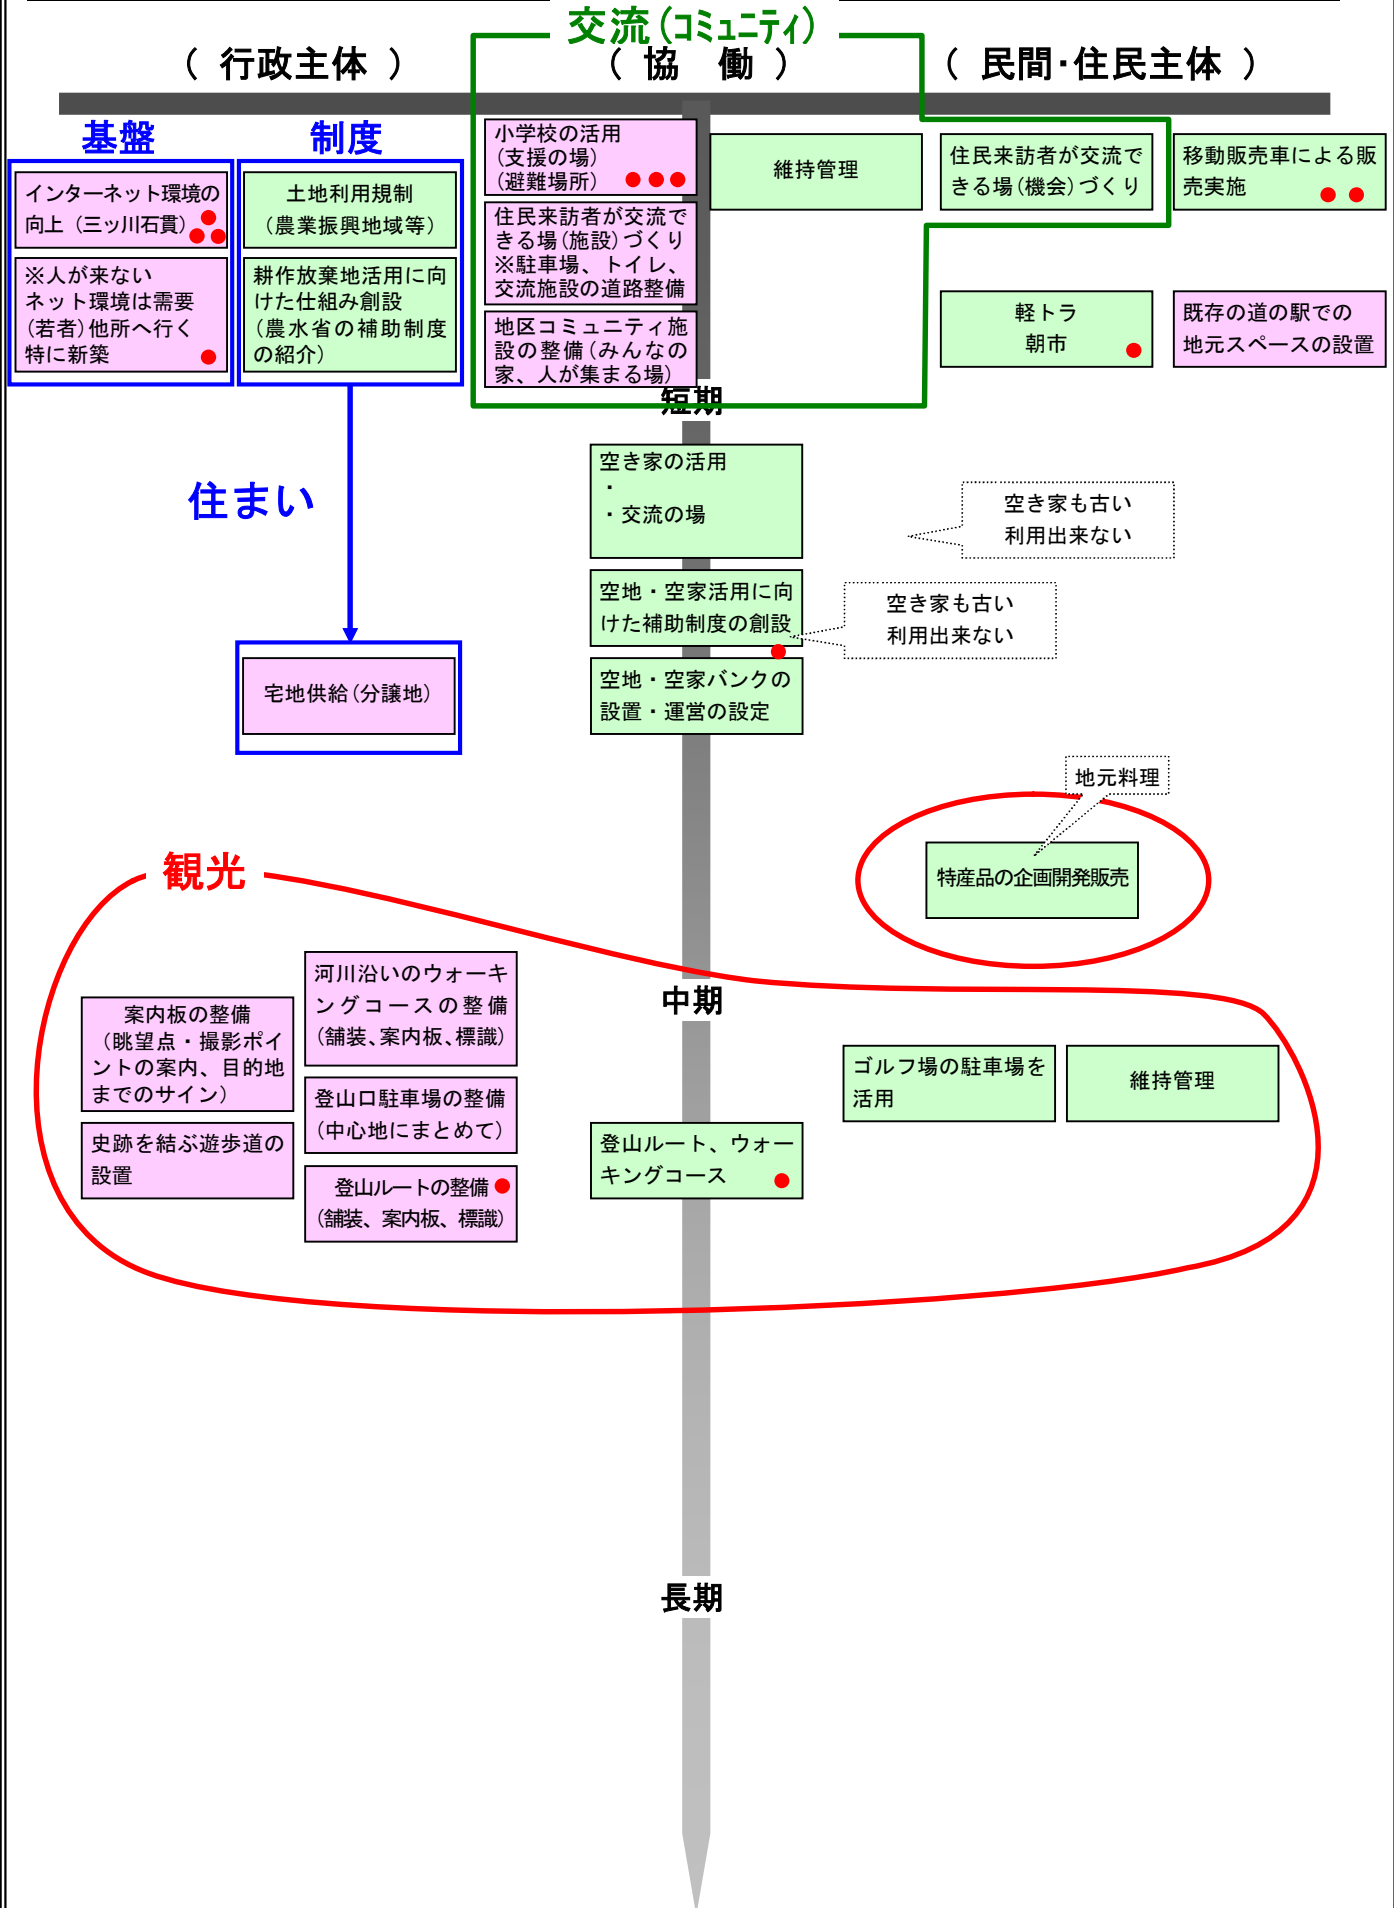 交流(コミュニティ)
( 行政主体 )
( 協 働 )
( 民間・住民主体 )
基盤
制度
インターネット環境の
向上（三ッ川石貫）
※人が来ない
ネット環境は需要
(若者)他所へ行く
特に新築
土地利用規制
（農業振興地域等）
耕作放棄地活用に向
けた仕組み創設
(農水省の補助制度
の紹介)
小学校の活用
(支援の場)
(避難場所)
住民来訪者が交流で
きる場(施設)づくり
※駐車場、トイレ、
交流施設の道路整備
地区コミュニティ施
設の整備(みんなの
家、人が集まる場)
維持管理
住民来訪者が交流で
きる場(機会)づくり
移動販売車による販
売実施
軽トラ
朝市
既存の道の駅での
地元スペースの設置
短期
住まい
空き家の活用
・
・交流の場
空き家も古い
利用出来ない
空地・空家活用に向
けた補助制度の創設
空き家も古い
利用出来ない
空地・空家バンクの
設置・運営の設定
宅地供給(分譲地)
地元料理
特産品の企画開発販売
観光
中期
河川沿いのウォーキ
ングコースの整備
(舗装、案内板、標識)
案内板の整備
（眺望点・撮影ポイ
ントの案内、目的地
までのサイン）
登山口駐車場の整備
(中心地にまとめて)
史跡を結ぶ遊歩道の
設置
登山ルートの整備
(舗装、案内板、標識)
登山ルート、ウォー
キングコース
ゴルフ場の駐車場を
活用
維持管理
長期